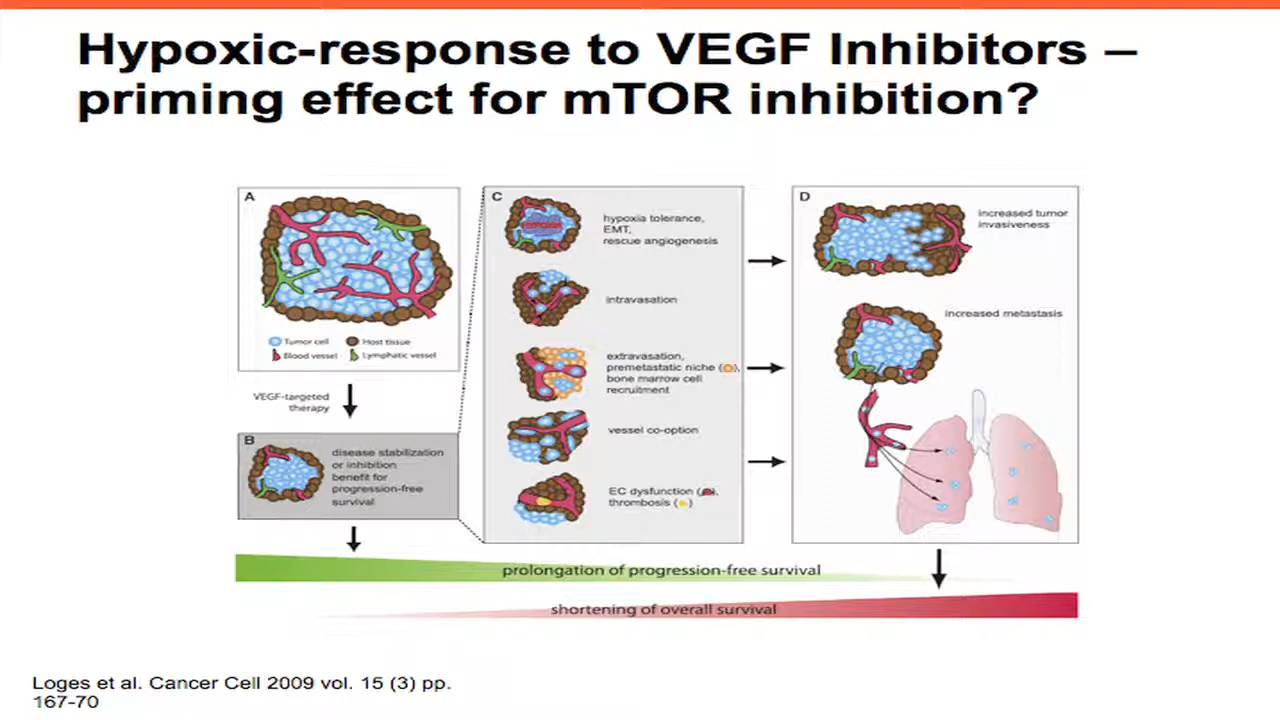 Hypoxic-response to VEGF Inhibitors –
priming effect for mTOR inhibition?
A
Tumor cell
Host tissue
Blood vessel
Lymphatic vessel
VEGF-targeted
therapy
B
disease stabilization
or inhibition
benefit for
progression-free
survival
C
hypoxia tolerance,
EMT,
rescue angiogenesis
intravasation
extravasation,
premetastatic niche ( ),
bone marrow cell
recruitment
vessel co-option
EC dysfunction ( ),
thrombosis ( )
D
increased tumor
invasiveness
increased metastasis
prolongation of progression-free survival
shortening of overall survival
Loges et al. Cancer Cell 2009 vol. 15 (3) pp.
167-70